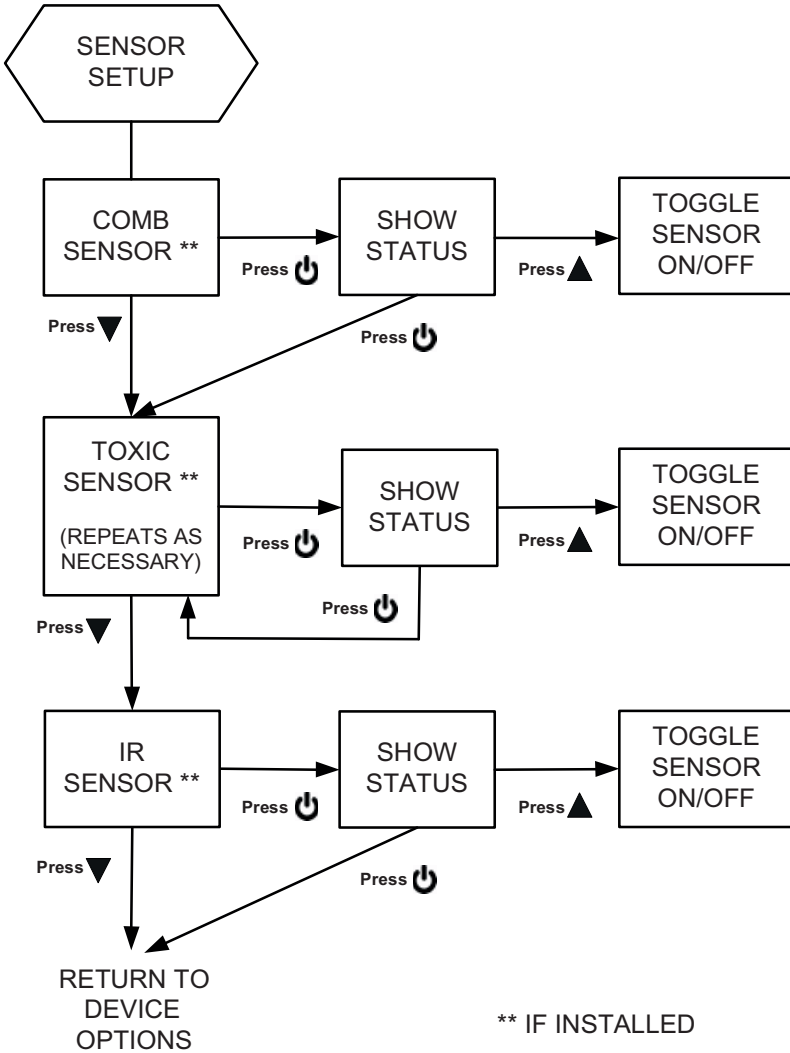 SENSOR
SETUP
COMB
SENSOR **
Press
SHOW
STATUS
Press
TOGGLE
SENSOR
ON/OFF
Press
Press
TOXIC
SENSOR **
(REPEATS AS
NECESSARY)
Press
SHOW
STATUS
Press
TOGGLE
SENSOR
ON/OFF
Press
Press
IR
SENSOR **
Press
SHOW
STATUS
Press
TOGGLE
SENSOR
ON/OFF
Press
Press
RETURN TO
DEVICE
OPTIONS
** IF INSTALLED